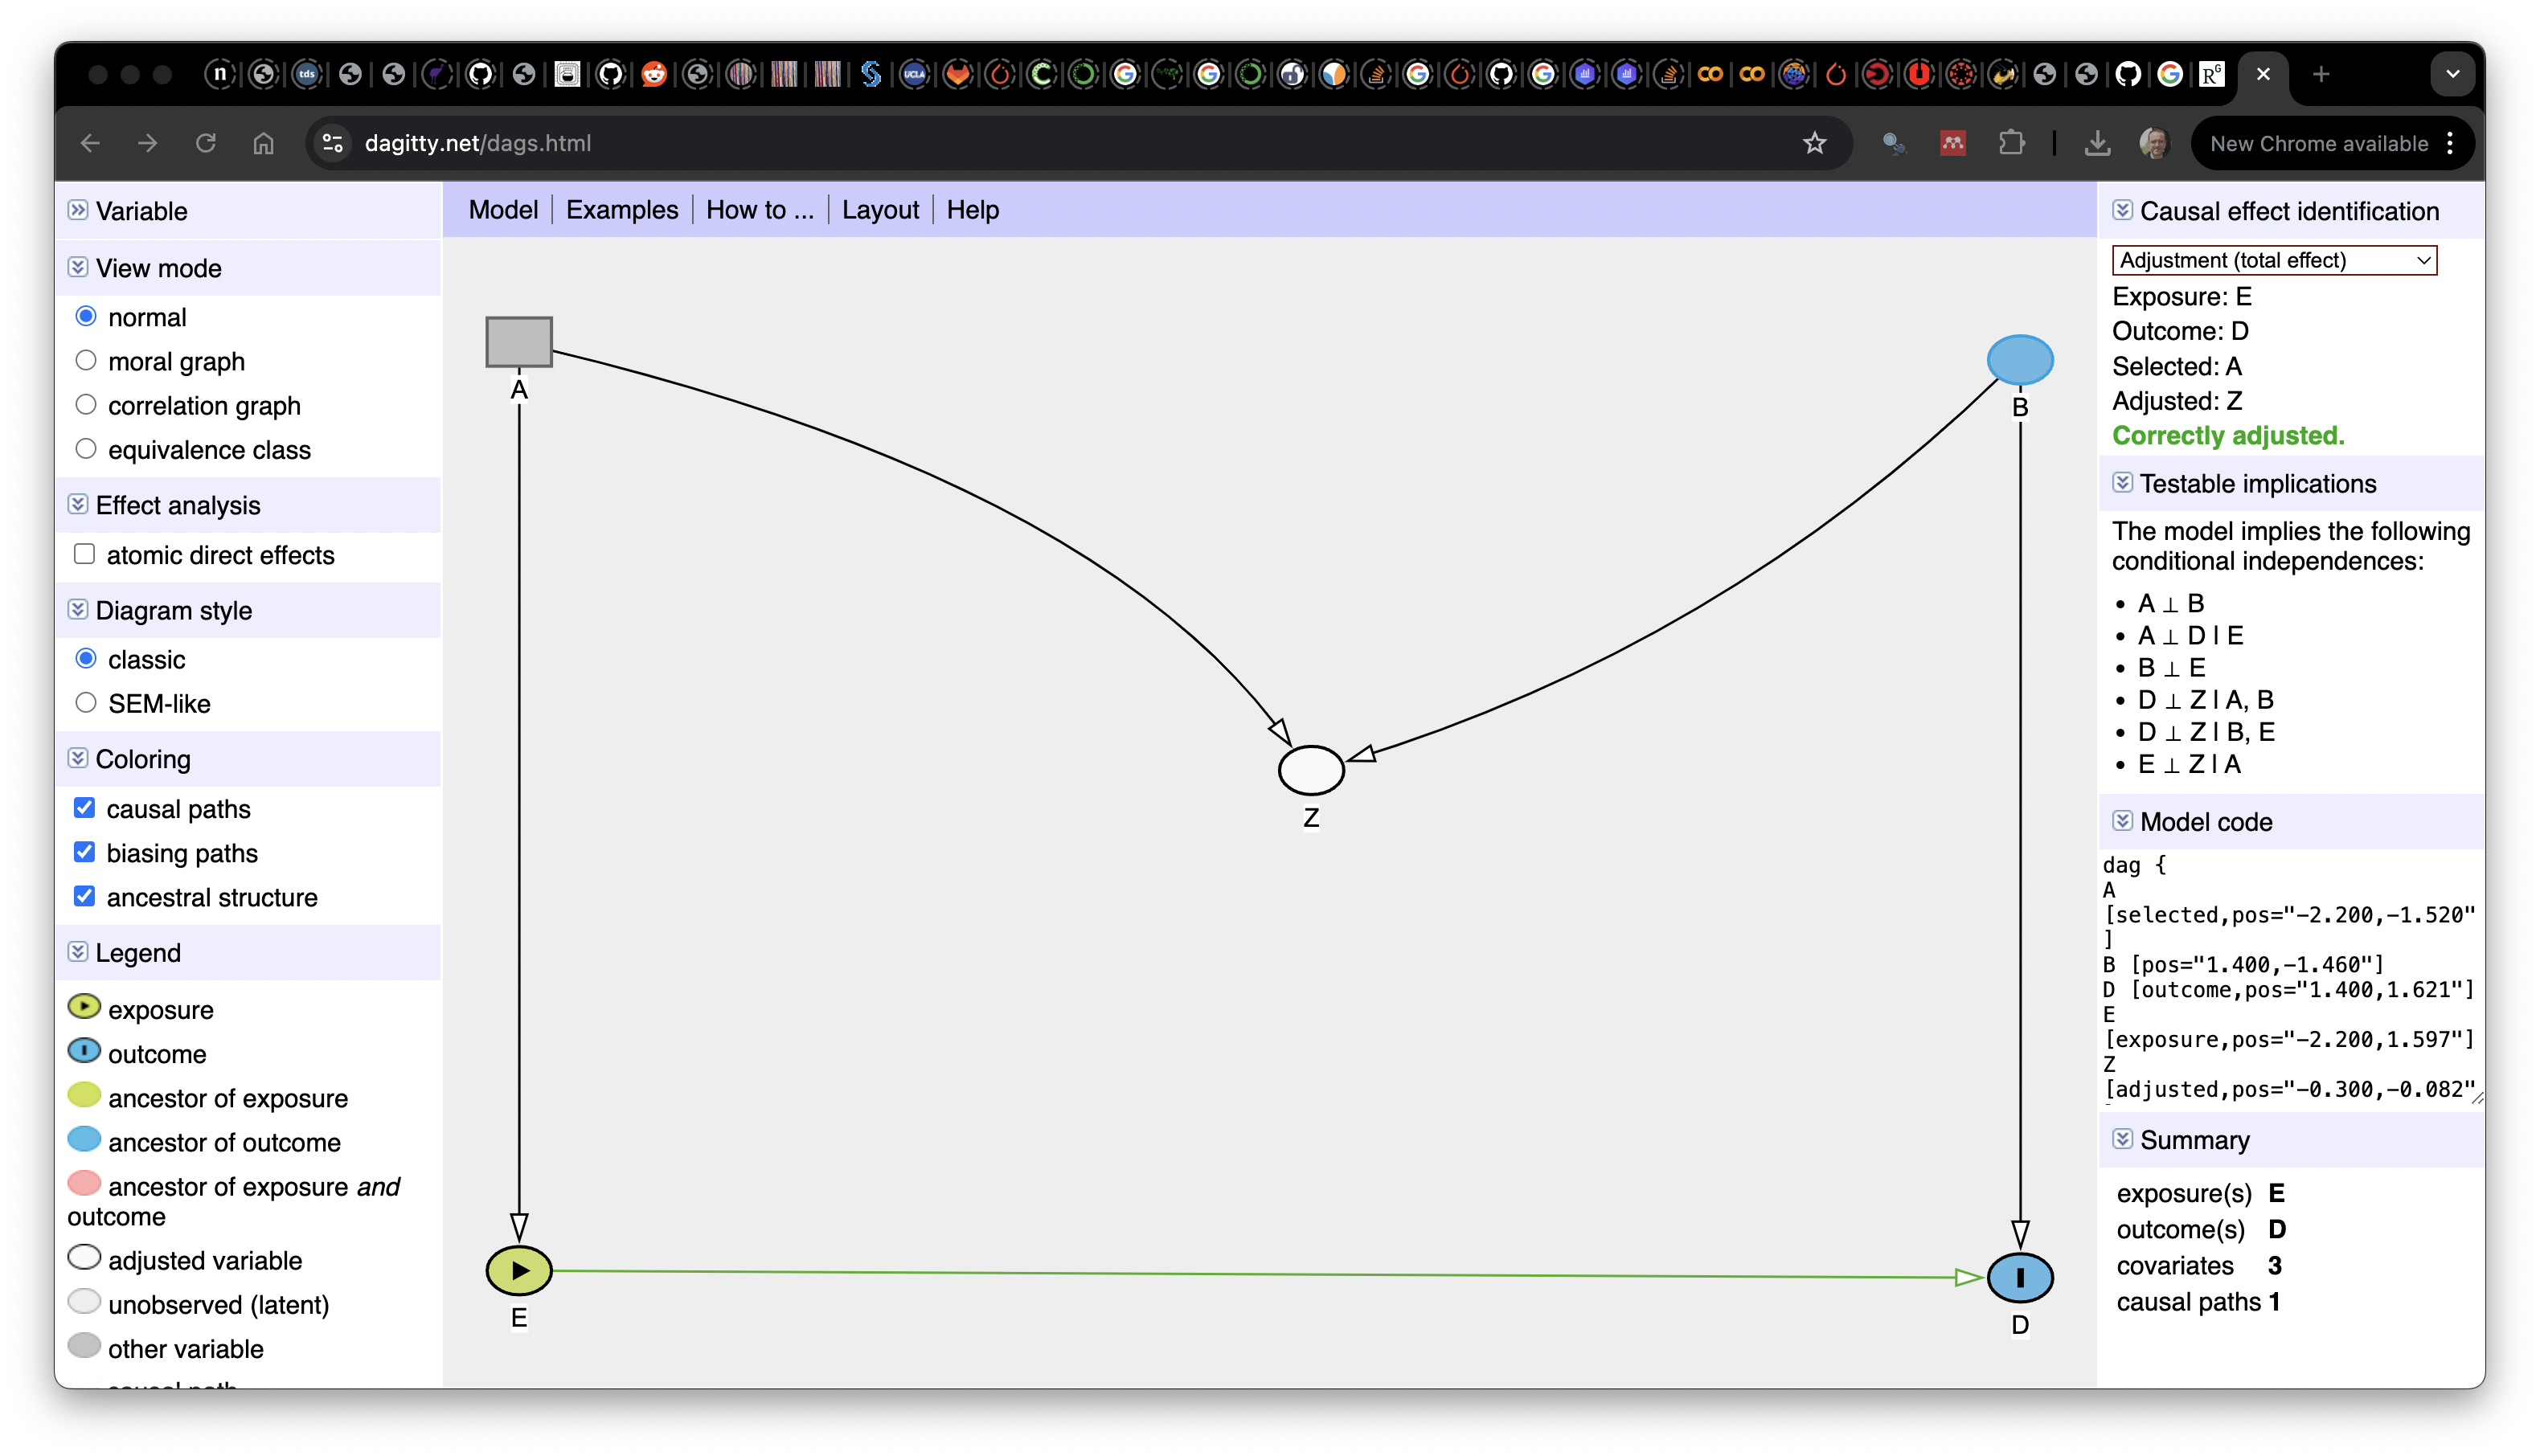 n
tds
UCLA
RG
dagitty.net/dags.html
New Chrome available
Variable
View mode
normal
moral graph
correlation graph
equivalence class
Effect analysis
atomic direct effects
Diagram style
classic
SEM-like
Coloring
causal paths
biasing paths
ancestral structure
Legend
exposure
outcome
ancestor of exposure
ancestor of outcome
ancestor of exposure and
outcome
adjusted variable
unobserved (latent)
other variable
causal path
Model | Examples | How to ... | Layout | Help
A
B
Z
E
D
Causal effect identification
Adjustment (total effect)
Exposure: E
Outcome: D
Selected: A
Adjusted: Z
Correctly adjusted.
Testable implications
The model implies the following
conditional independences:
• A ⊥ B
• A ⊥ D | E
• B ⊥ E
• D ⊥ Z | A, B
• D ⊥ Z | B, E
• E ⊥ Z | A
Model code
dag {
A
[selected,pos="-2.200,-1.520"
]
B [pos="1.400,-1.460"]
D [outcome,pos="1.400,1.621"]
E
[exposure,pos="-2.200,1.597"]
Z
[adjusted,pos="-0.300,-0.082"
Summary
exposure(s) E
outcome(s) D
covariates 3
causal paths 1